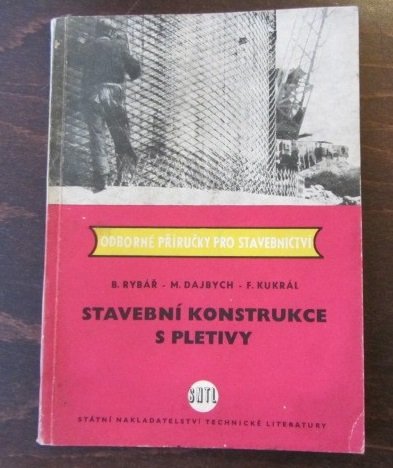 ODBORNÉ PŘÍRUČKY PRO STAVEBNICTVÍ
B. RYBÁŘ - M. DAJBYCH - F. KUKRÁL
STAVEBNÍ KONSTRUKCE
S PLETIVY
SNTL
STÁTNÍ NAKLADATELSTVÍ TECHNICKÉ LITERATURY